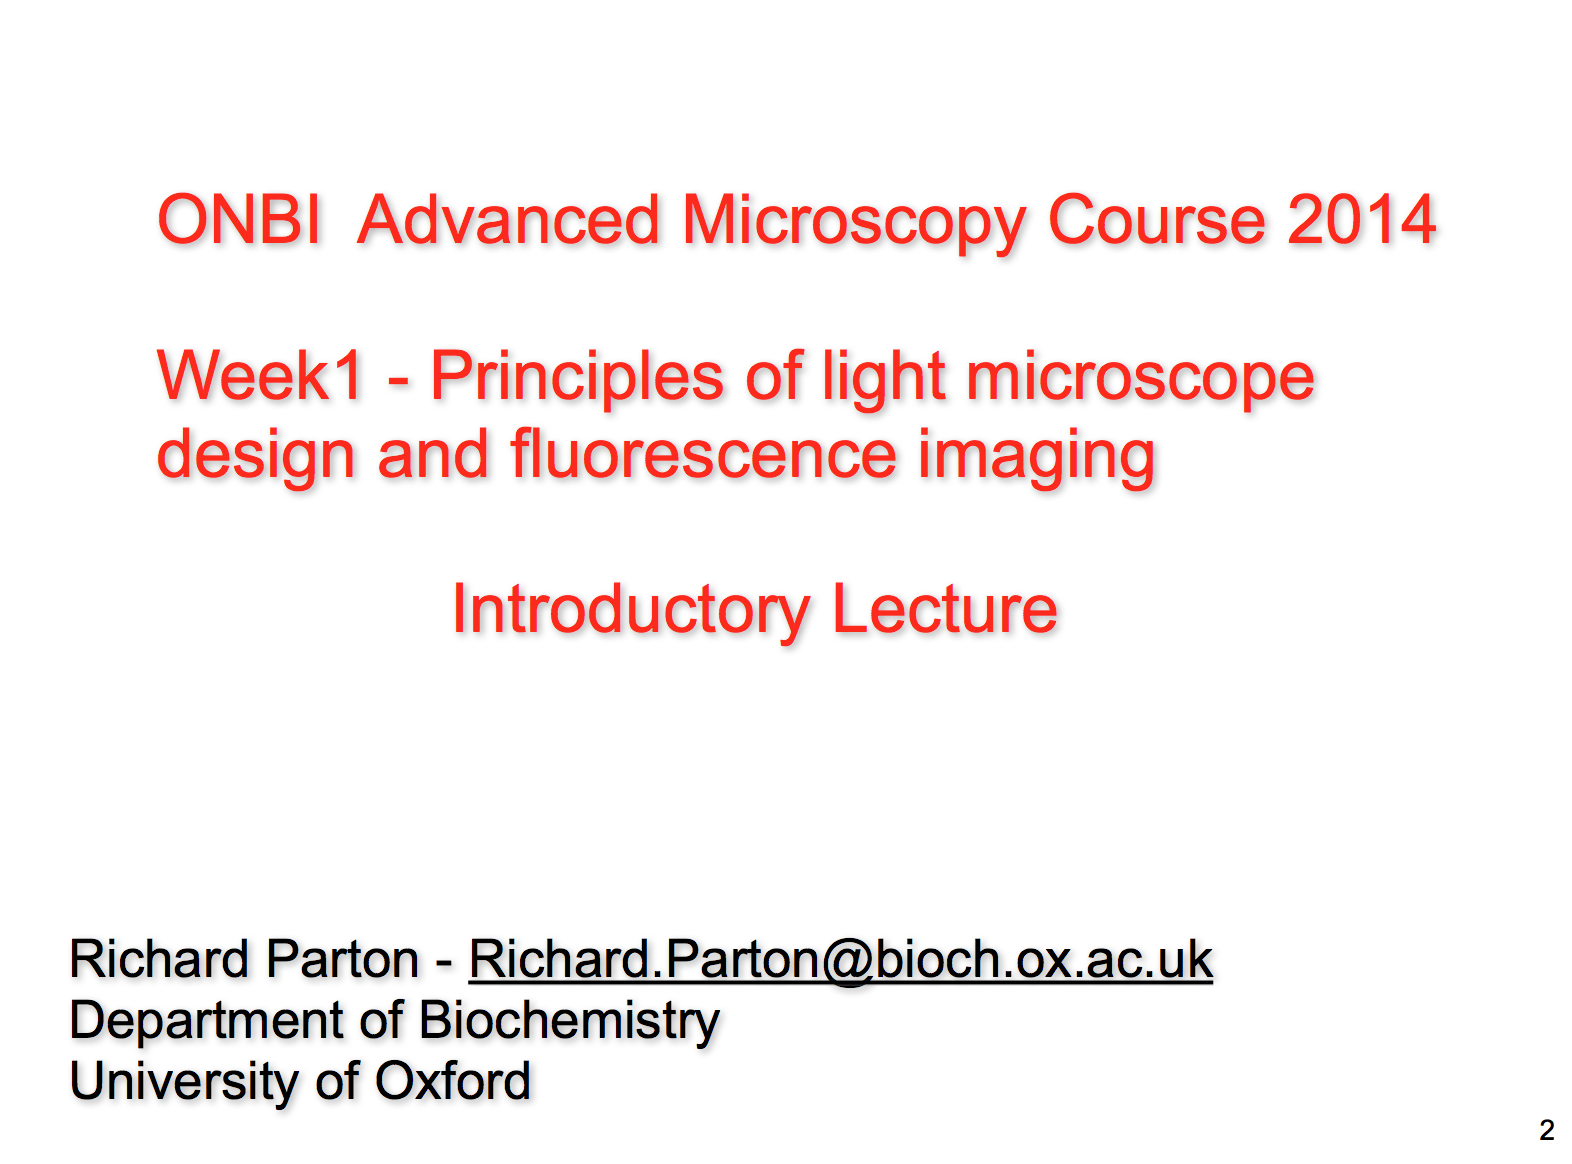 ONBI  Advanced Microscopy Course 2014
Week1 - Principles of light microscope
design and fluorescence imaging
Introductory Lecture
Richard Parton - Richard.Parton@bioch.ox.ac.uk
Department of Biochemistry
University of Oxford
2